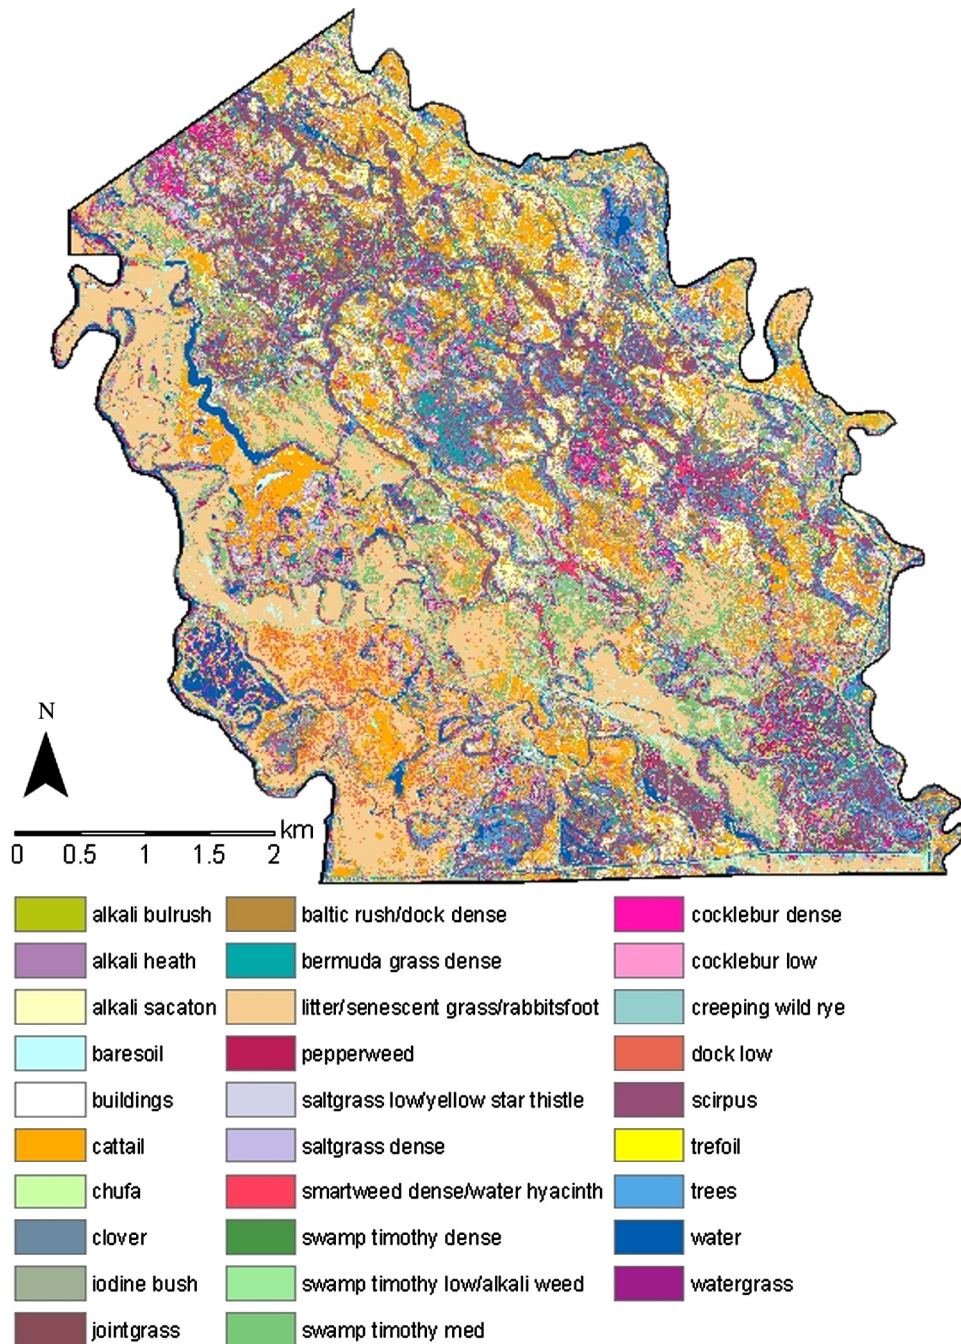 N
km
0 0.5 1 1.5 2
alkali bulrush
alkali heath
alkali sacaton
baresoil
buildings
cattail
chufa
clover
iodine bush
jointgrass
baltic rush/dock dense
bermuda grass dense
litter/senescent grass/rabbitsfoot
pepperweed
saltgrass low/yellow star thistle
saltgrass dense
smartweed dense/water hyacinth
swamp timothy dense
swamp timothy low/alkali weed
swamp timothy med
cocklebur dense
cocklebur low
creeping wild rye
dock low
scirpus
trefoil
trees
water
watergrass